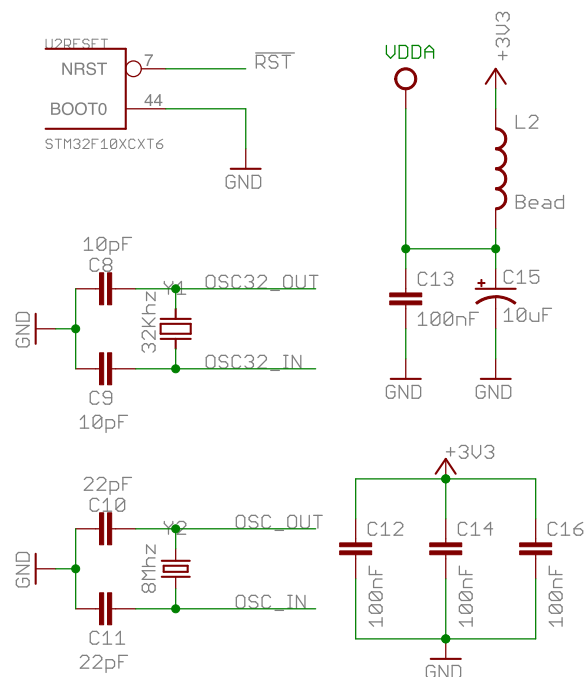 U2RESET
NRST
7
RST
BOOT0
44
STM32F10XCXT6
GND
VDDA
+3V3
L2
Bead
C13
100nF
C15
+
10uF
GND
GND
10pF
C8
OSC32_OUT
Y1
32Khz
GND
OSC32_IN
C9
10pF
22pF
C10
OSC_OUT
Y2
8Mhz
GND
OSC_IN
C11
22pF
+3V3
C12
100nF
C14
100nF
C16
100nF
GND